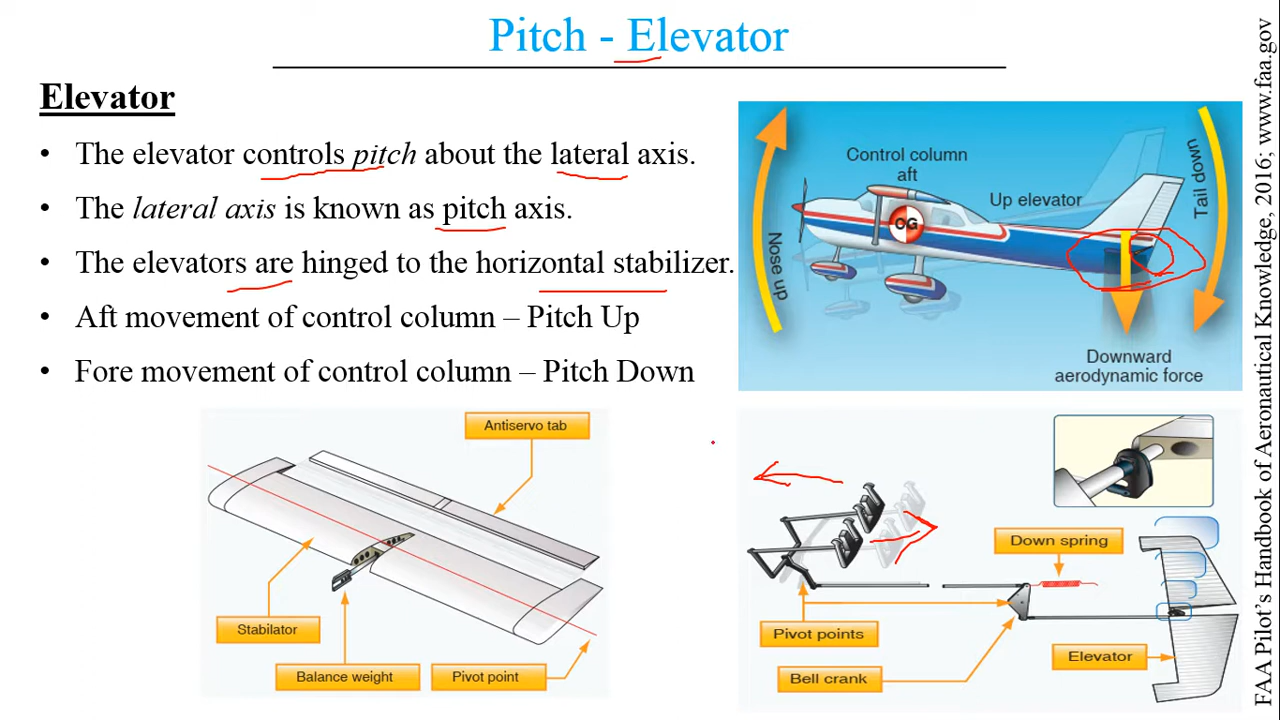 Pitch - Elevator
Elevator
• The elevator controls pitch about the lateral axis.
• The lateral axis is known as pitch axis.
• The elevators are hinged to the horizontal stabilizer.
• Aft movement of control column – Pitch Up
• Fore movement of control column – Pitch Down
Control column
aft
Up elevator
CG
Nose up
Tail down
Downward
aerodynamic force
Antiservo tab
Stabilator
Balance weight
Pivot point
Down spring
Pivot points
Elevator
Bell crank
FAA Pilot's Handbook of Aeronautical Knowledge, 2016; www.faa.gov